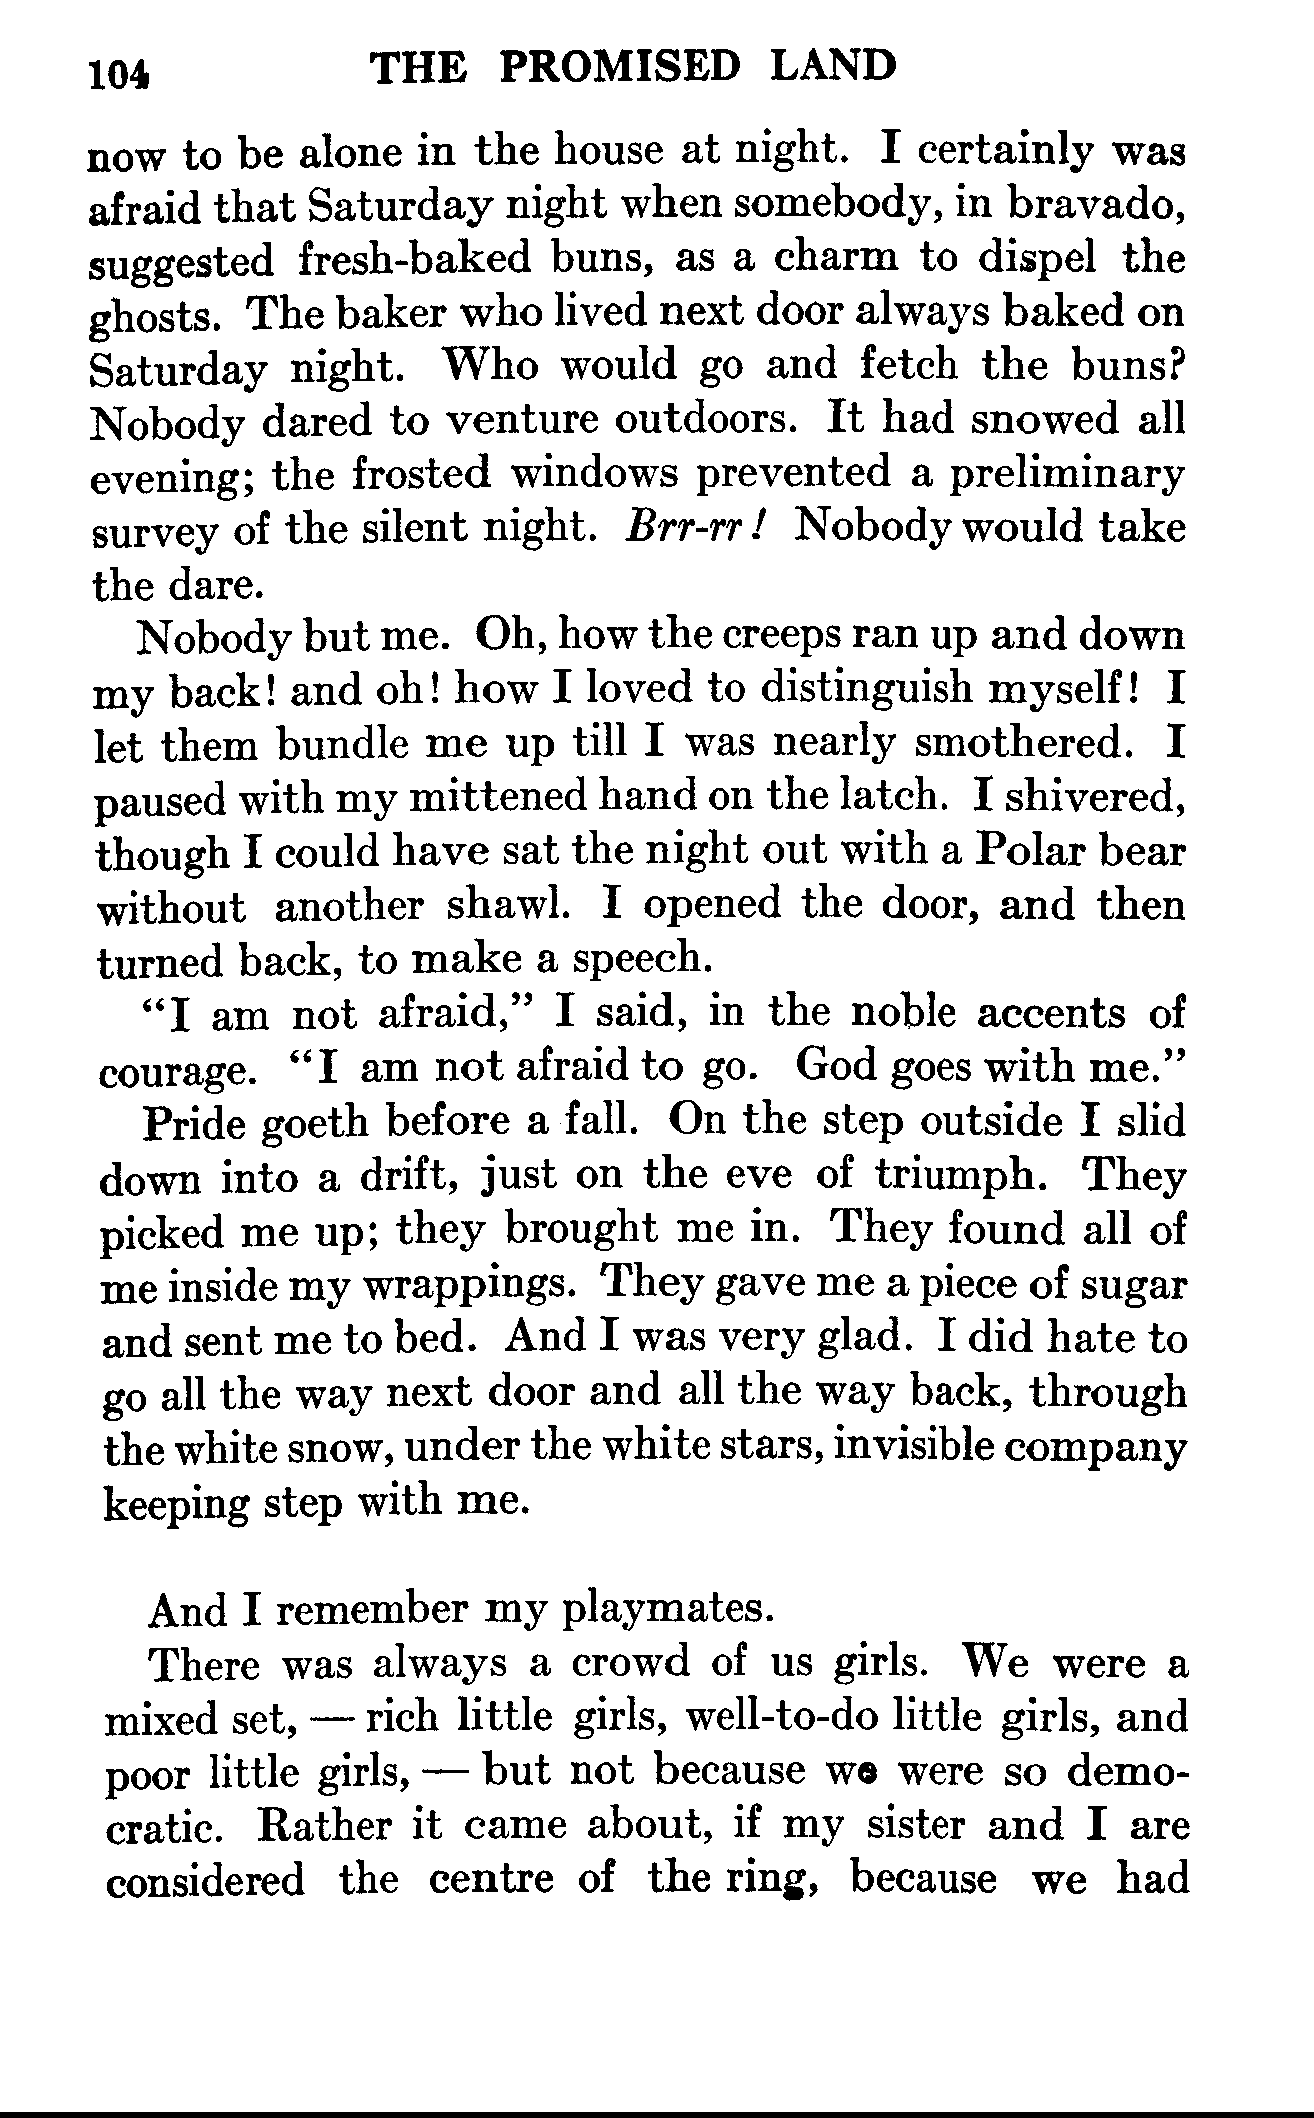 104 THE PROMISED LAND
now to be alone in the house at night. I certainly was
afraid that Saturday night when somebody, in bravado,
suggested fresh-baked buns, as a charm to dispel the
ghosts. The baker who lived next door always baked on
Saturday night. Who would go and fetch the buns?
Nobody dared to venture outdoors. It had snowed all
evening; the frosted windows prevented a preliminary
survey of the silent night. Brr-rr! Nobody would take
the dare.
Nobody but me. Oh, how the creeps ran up and down
my back! and oh! how I loved to distinguish myself! I
let them bundle me up till I was nearly smothered. I
paused with my mittened hand on the latch. I shivered,
though I could have sat the night out with a Polar bear
without another shawl. I opened the door, and then
turned back, to make a speech.
"I am not afraid," I said, in the noble accents of
courage. "I am not afraid to go. God goes with me."
Pride goeth before a fall. On the step outside I slid
down into a drift, just on the eve of triumph. They
picked me up; they brought me in. They found all of
me inside my wrappings. They gave me a piece of sugar
and sent me to bed. And I was very glad. I did hate to
go all the way next door and all the way back, through
the white snow, under the white stars, invisible company
keeping step with me.
And I remember my playmates.
There was always a crowd of us girls. We were a
mixed set, — rich little girls, well-to-do little girls, and
poor little girls, — but not because we were so demo-
cratic. Rather it came about, if my sister and I are
considered the centre of the ring, because we had